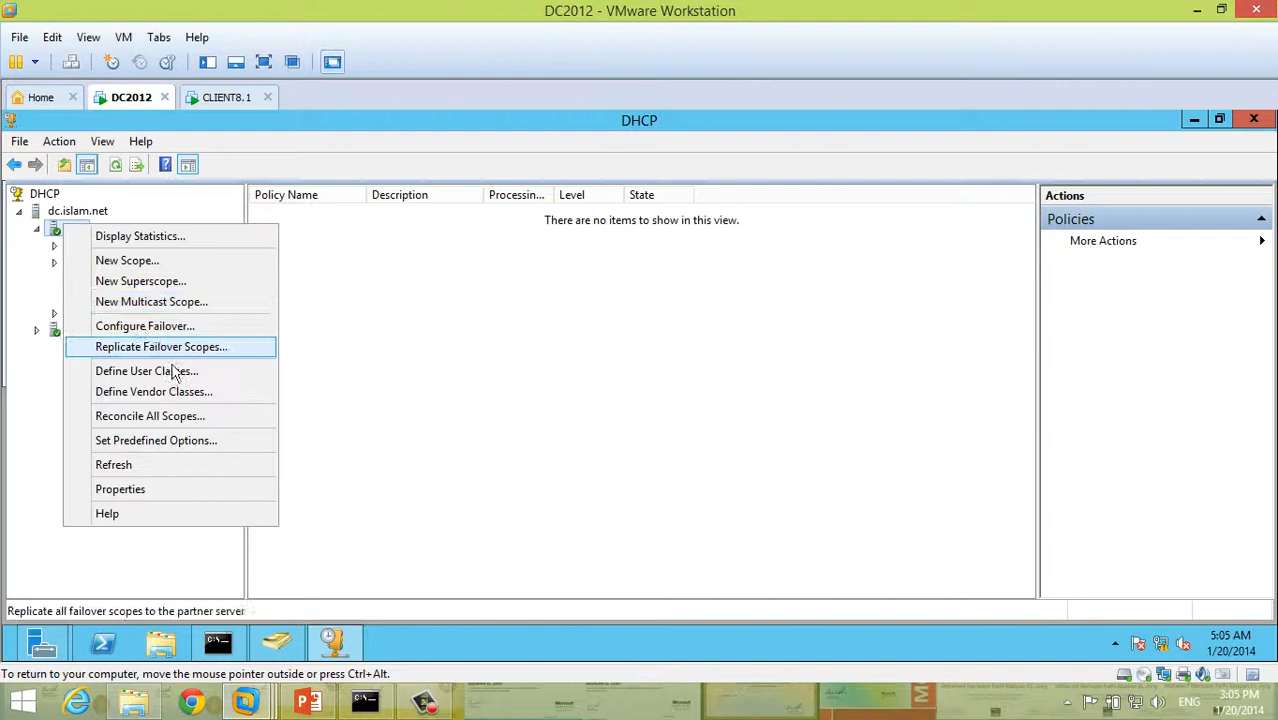 DC2012 - VMware Workstation
File Edit View VM Tabs Help
Home DC2012 CLIENT8.1
DHCP
File Action View Help
DHCP
dc.islam.net
Policy Name Description Processin... Level State
There are no items to show in this view.
Actions
Policies
More Actions
Display Statistics...
New Scope...
New Superscope...
New Multicast Scope...
Configure Failover...
Replicate Failover Scopes...
Define User Classes...
Define Vendor Classes...
Reconcile All Scopes...
Set Predefined Options...
Refresh
Properties
Help
Replicate all failover scopes to the partner server
5:05 AM
1/20/2014
To return to your computer, move the mouse pointer outside or press Ctrl+Alt.
ENG
3:05 PM
1/20/2014